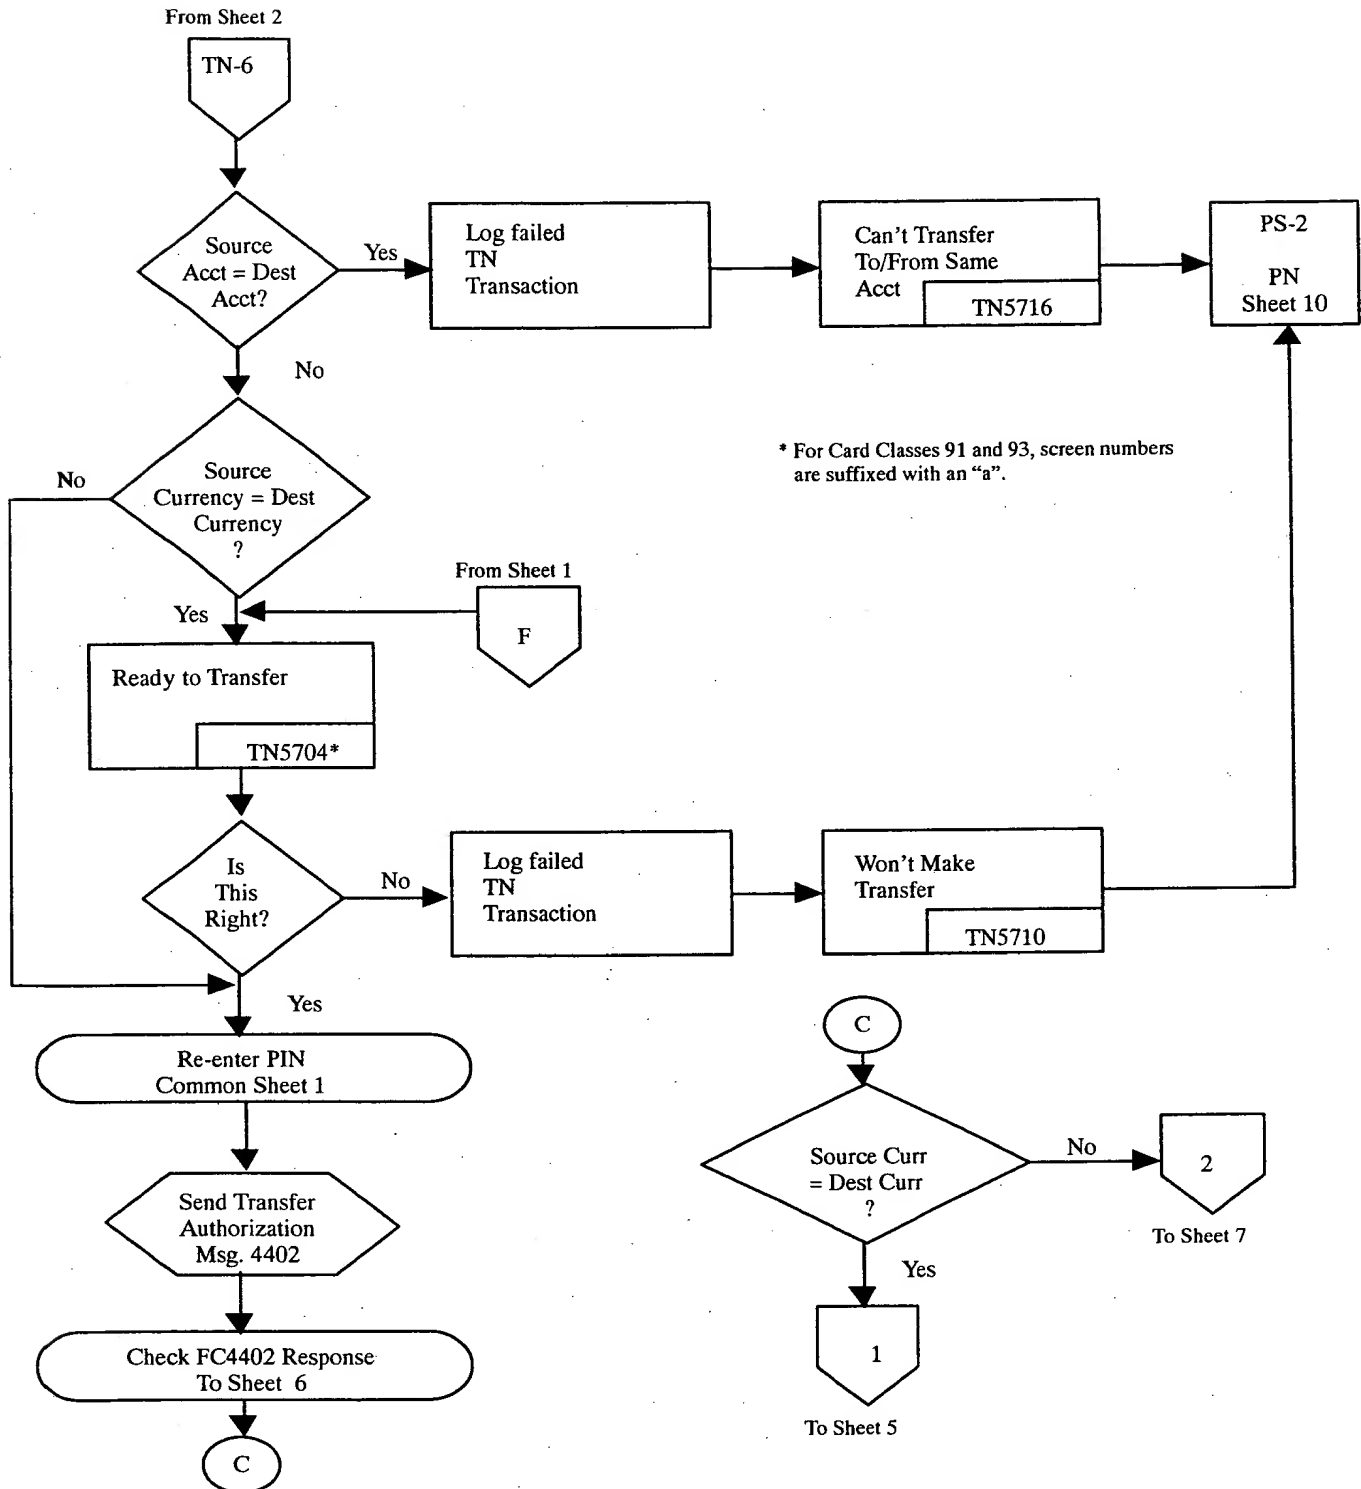 From Sheet 2
TN-6
Source
Acct = Dest
Acct?
Yes
Log failed
TN
Transaction
Can't Transfer
To/From Same
Acct
TN5716
PS-2
PN
Sheet 10
No
* For Card Classes 91 and 93, screen numbers
are suffixed with an “a”.
No
Source
Currency = Dest
Currency
?
From Sheet 1
F
Yes
Ready to Transfer
TN5704*
Is
This
Right?
No
Log failed
TN
Transaction
Won't Make
Transfer
TN5710
Yes
Re-enter PIN
Common Sheet 1
Send Transfer
Authorization
Msg. 4402
Check FC4402 Response
To Sheet 6
C
C
Source Curr
= Dest Curr
?
No
2
To Sheet 7
Yes
1
To Sheet 5